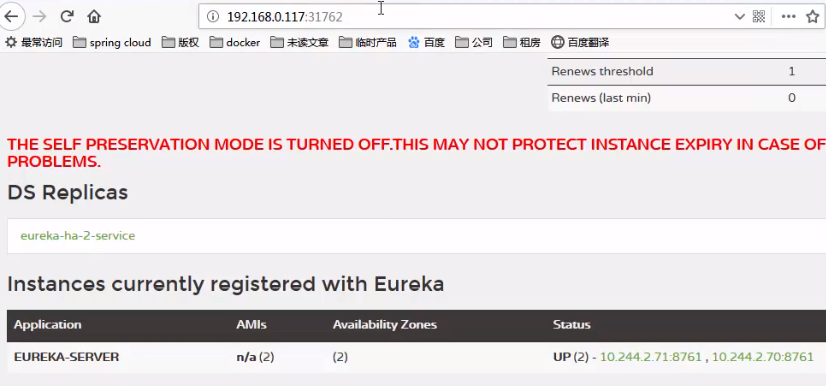 192.168.0.117:31762
最常访问 spring cloud 版权 docker 未读文章 临时产品 百度 公司 租房 百度翻译
Renews threshold 1
Renews (last min) 0
THE SELF PRESERVATION MODE IS TURNED OFF.THIS MAY NOT PROTECT INSTANCE EXPIRY IN CASE OF
PROBLEMS.
DS Replicas
eureka-ha-2-service
Instances currently registered with Eureka
Application AMIs Availability Zones Status
EUREKA-SERVER n/a (2) (2) UP (2) - 10.244.2.71:8761 , 10.244.2.70:8761